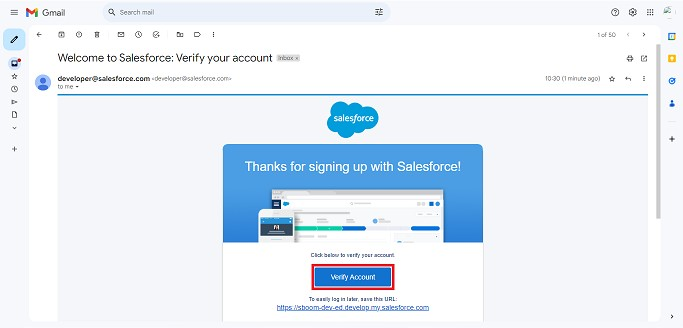 Gmail
Search mail
1 of 50
Welcome to Salesforce: Verify your account
Inbox ×
developer@salesforce.com <developer@salesforce.com>
10:30 (1 minute ago)
to me
salesforce
Thanks for signing up with Salesforce!
Click below to verify your account.
Verify Account
To easily log in later, save this URL:
https://sboom-dev-ed.develop.my.salesforce.com